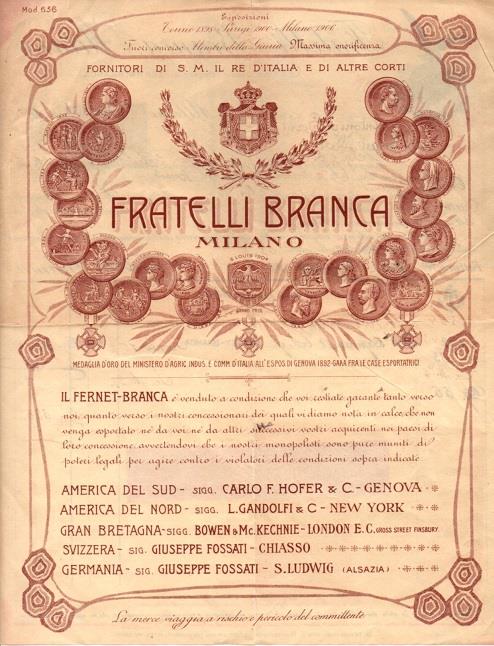 Mod 636
Esposizioni
Torino 1898 - Parigi 1900 - Milano 1906
Fuori concorso Membro della Giuria Massima onorificenza
FORNITORI DI S. M. IL RE D'ITALIA E DI ALTRE CORTI
FRATELLI BRANCA
MILANO
S. LOUIS 1904
MEDAGLIA D'ORO DEL MINISTERO D'AGRIC. INDUS. E COMM. D'ITALIA ALL'ESPOS. DI GENOVA 1892-GARA FRA LE CASE ESPORTATRICI
IL FERNET-BRANCA è venduto a condizione che voi restiate garante tanto verso
noi, quanto verso i nostri concessionari dei quali vi diamo nota in calce, che non
venga esportato nè da voi nè da altri successivi vostri acquirenti nei paesi di
loro concessione, avvertendovi che i nostri monopolisti sono pure muniti di
poteri legali per agire contro i violatori delle condizioni sopra indicate
AMERICA DEL SUD - SIGG. CARLO F. HOFER & C. - GENOVA
AMERICA DEL NORD - SIGG. L. GANDOLFI & C. - NEW YORK
GRAN BRETAGNA - SIGG. BOWEN & Mc. KECHNIE - LONDON E.C. GROSS STREET FINSBURY
SVIZZERA - SIG. GIUSEPPE FOSSATI - CHIASSO
GERMANIA - SIG. GIUSEPPE FOSSATI - S. LUDWIG (ALSAZIA)
La merce viaggia a rischio e pericolo del committente